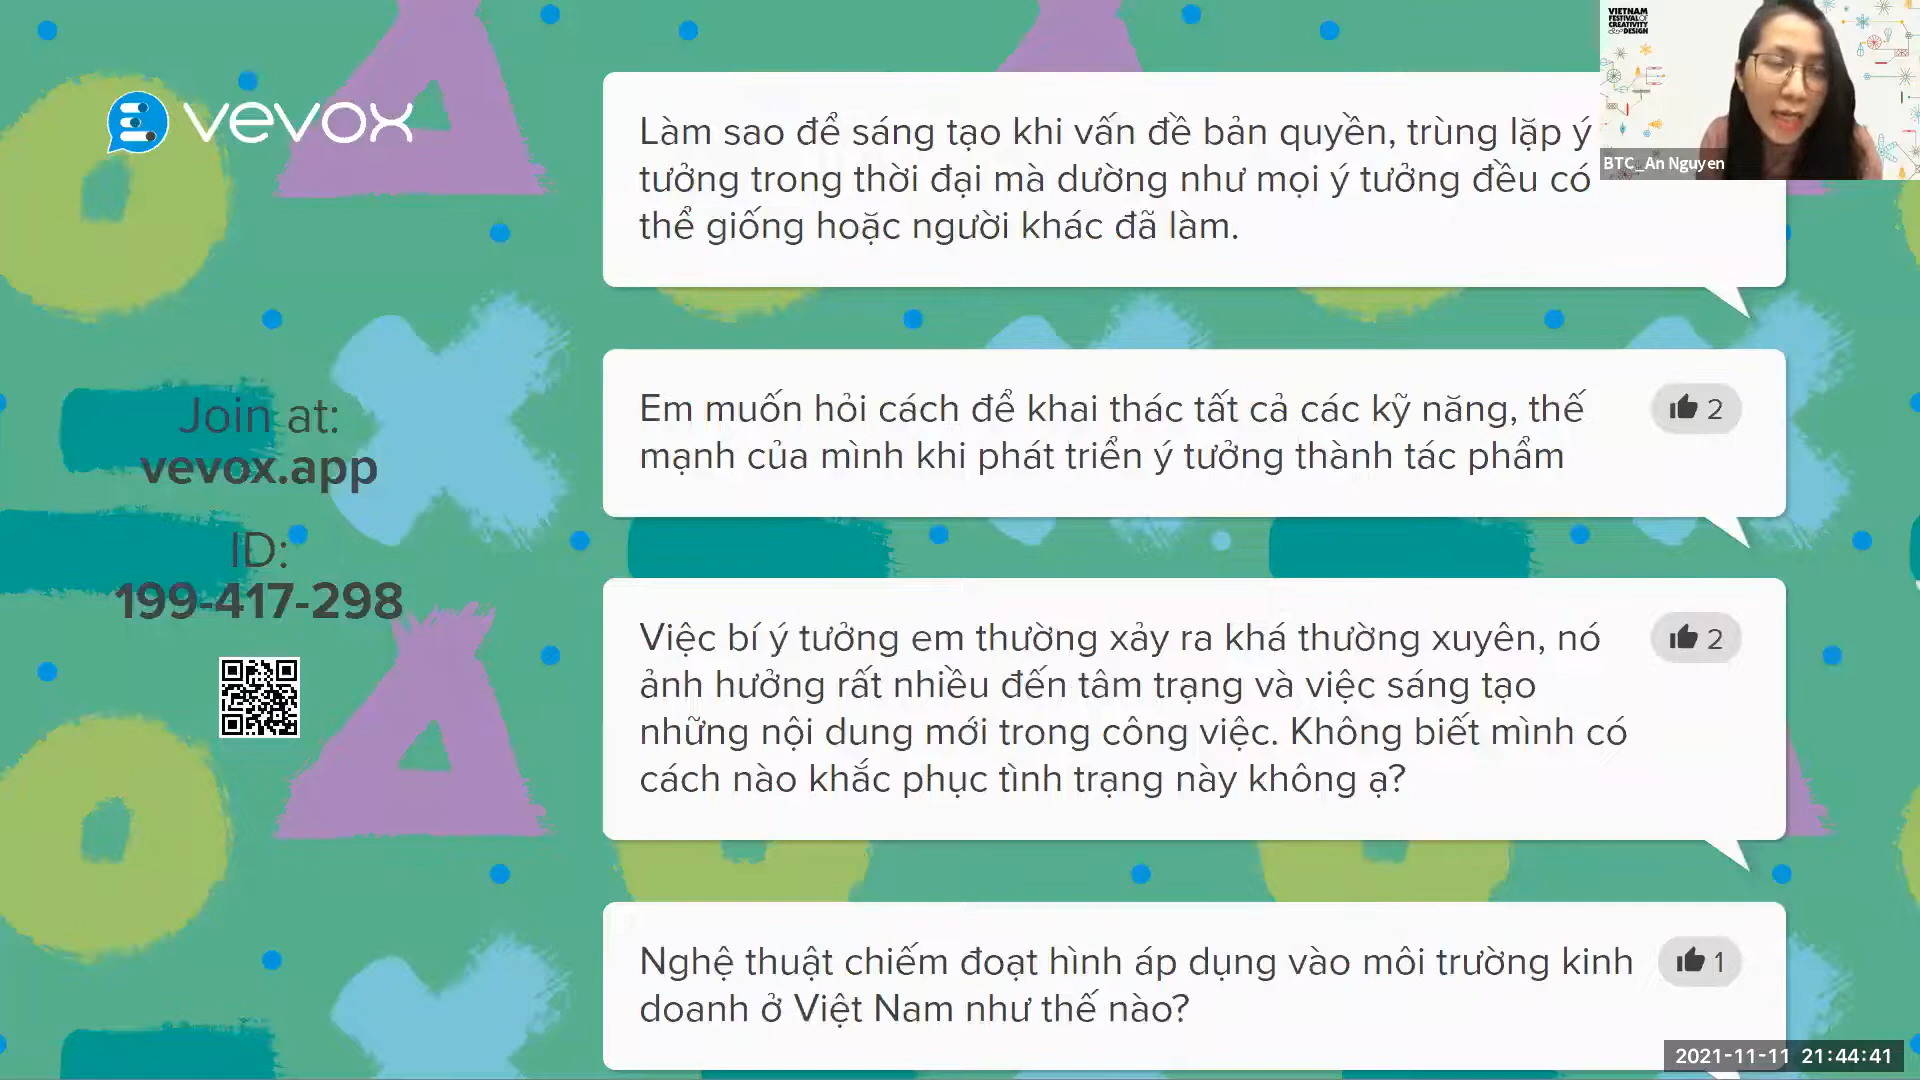 vevox
Join at:
vevox.app
ID:
199-417-298
Làm sao để sáng tạo khi vấn đề bản quyền, trùng lặp ý
tưởng trong thời đại mà dường như mọi ý tưởng đều có
thể giống hoặc người khác đã làm.
Em muốn hỏi cách để khai thác tất cả các kỹ năng, thế
mạnh của mình khi phát triển ý tưởng thành tác phẩm
2
Việc bí ý tưởng em thường xảy ra khá thường xuyên, nó
ảnh hưởng rất nhiều đến tâm trạng và việc sáng tạo
những nội dung mới trong công việc. Không biết mình có
cách nào khắc phục tình trạng này không ạ?
2
Nghệ thuật chiếm đoạt hình áp dụng vào môi trường kinh
doanh ở Việt Nam như thế nào?
1
VIETNAM
FESTIVAL OF
CREATIVITY
& DESIGN
BTC_An Nguyen
2021-11-11 21:44:41